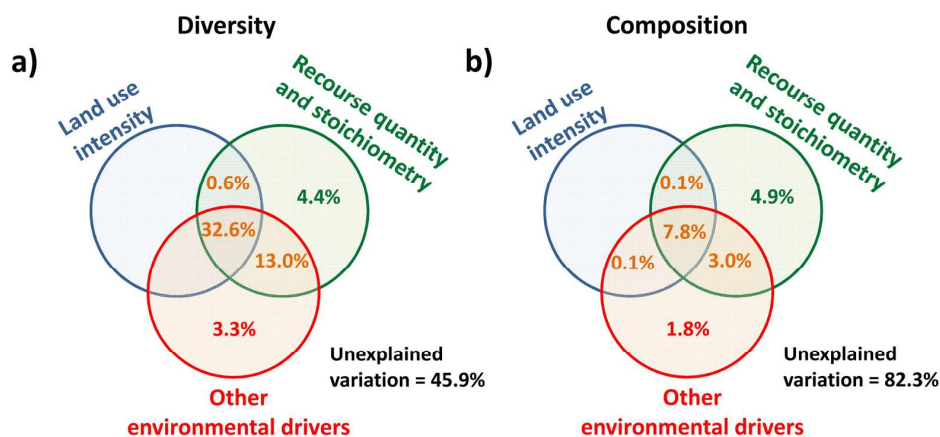 Diversity
a)
Land use
intensity
Recourse quantity
and stoichiometry
0.6%
4.4%
32.6%
13.0%
3.3%
Unexplained
variation = 45.9%
Other
environmental drivers
Composition
b)
Land use
intensity
Recourse quantity
and stoichiometry
0.1%
4.9%
7.8%
0.1%
3.0%
1.8%
Unexplained
variation = 82.3%
Other
environmental drivers